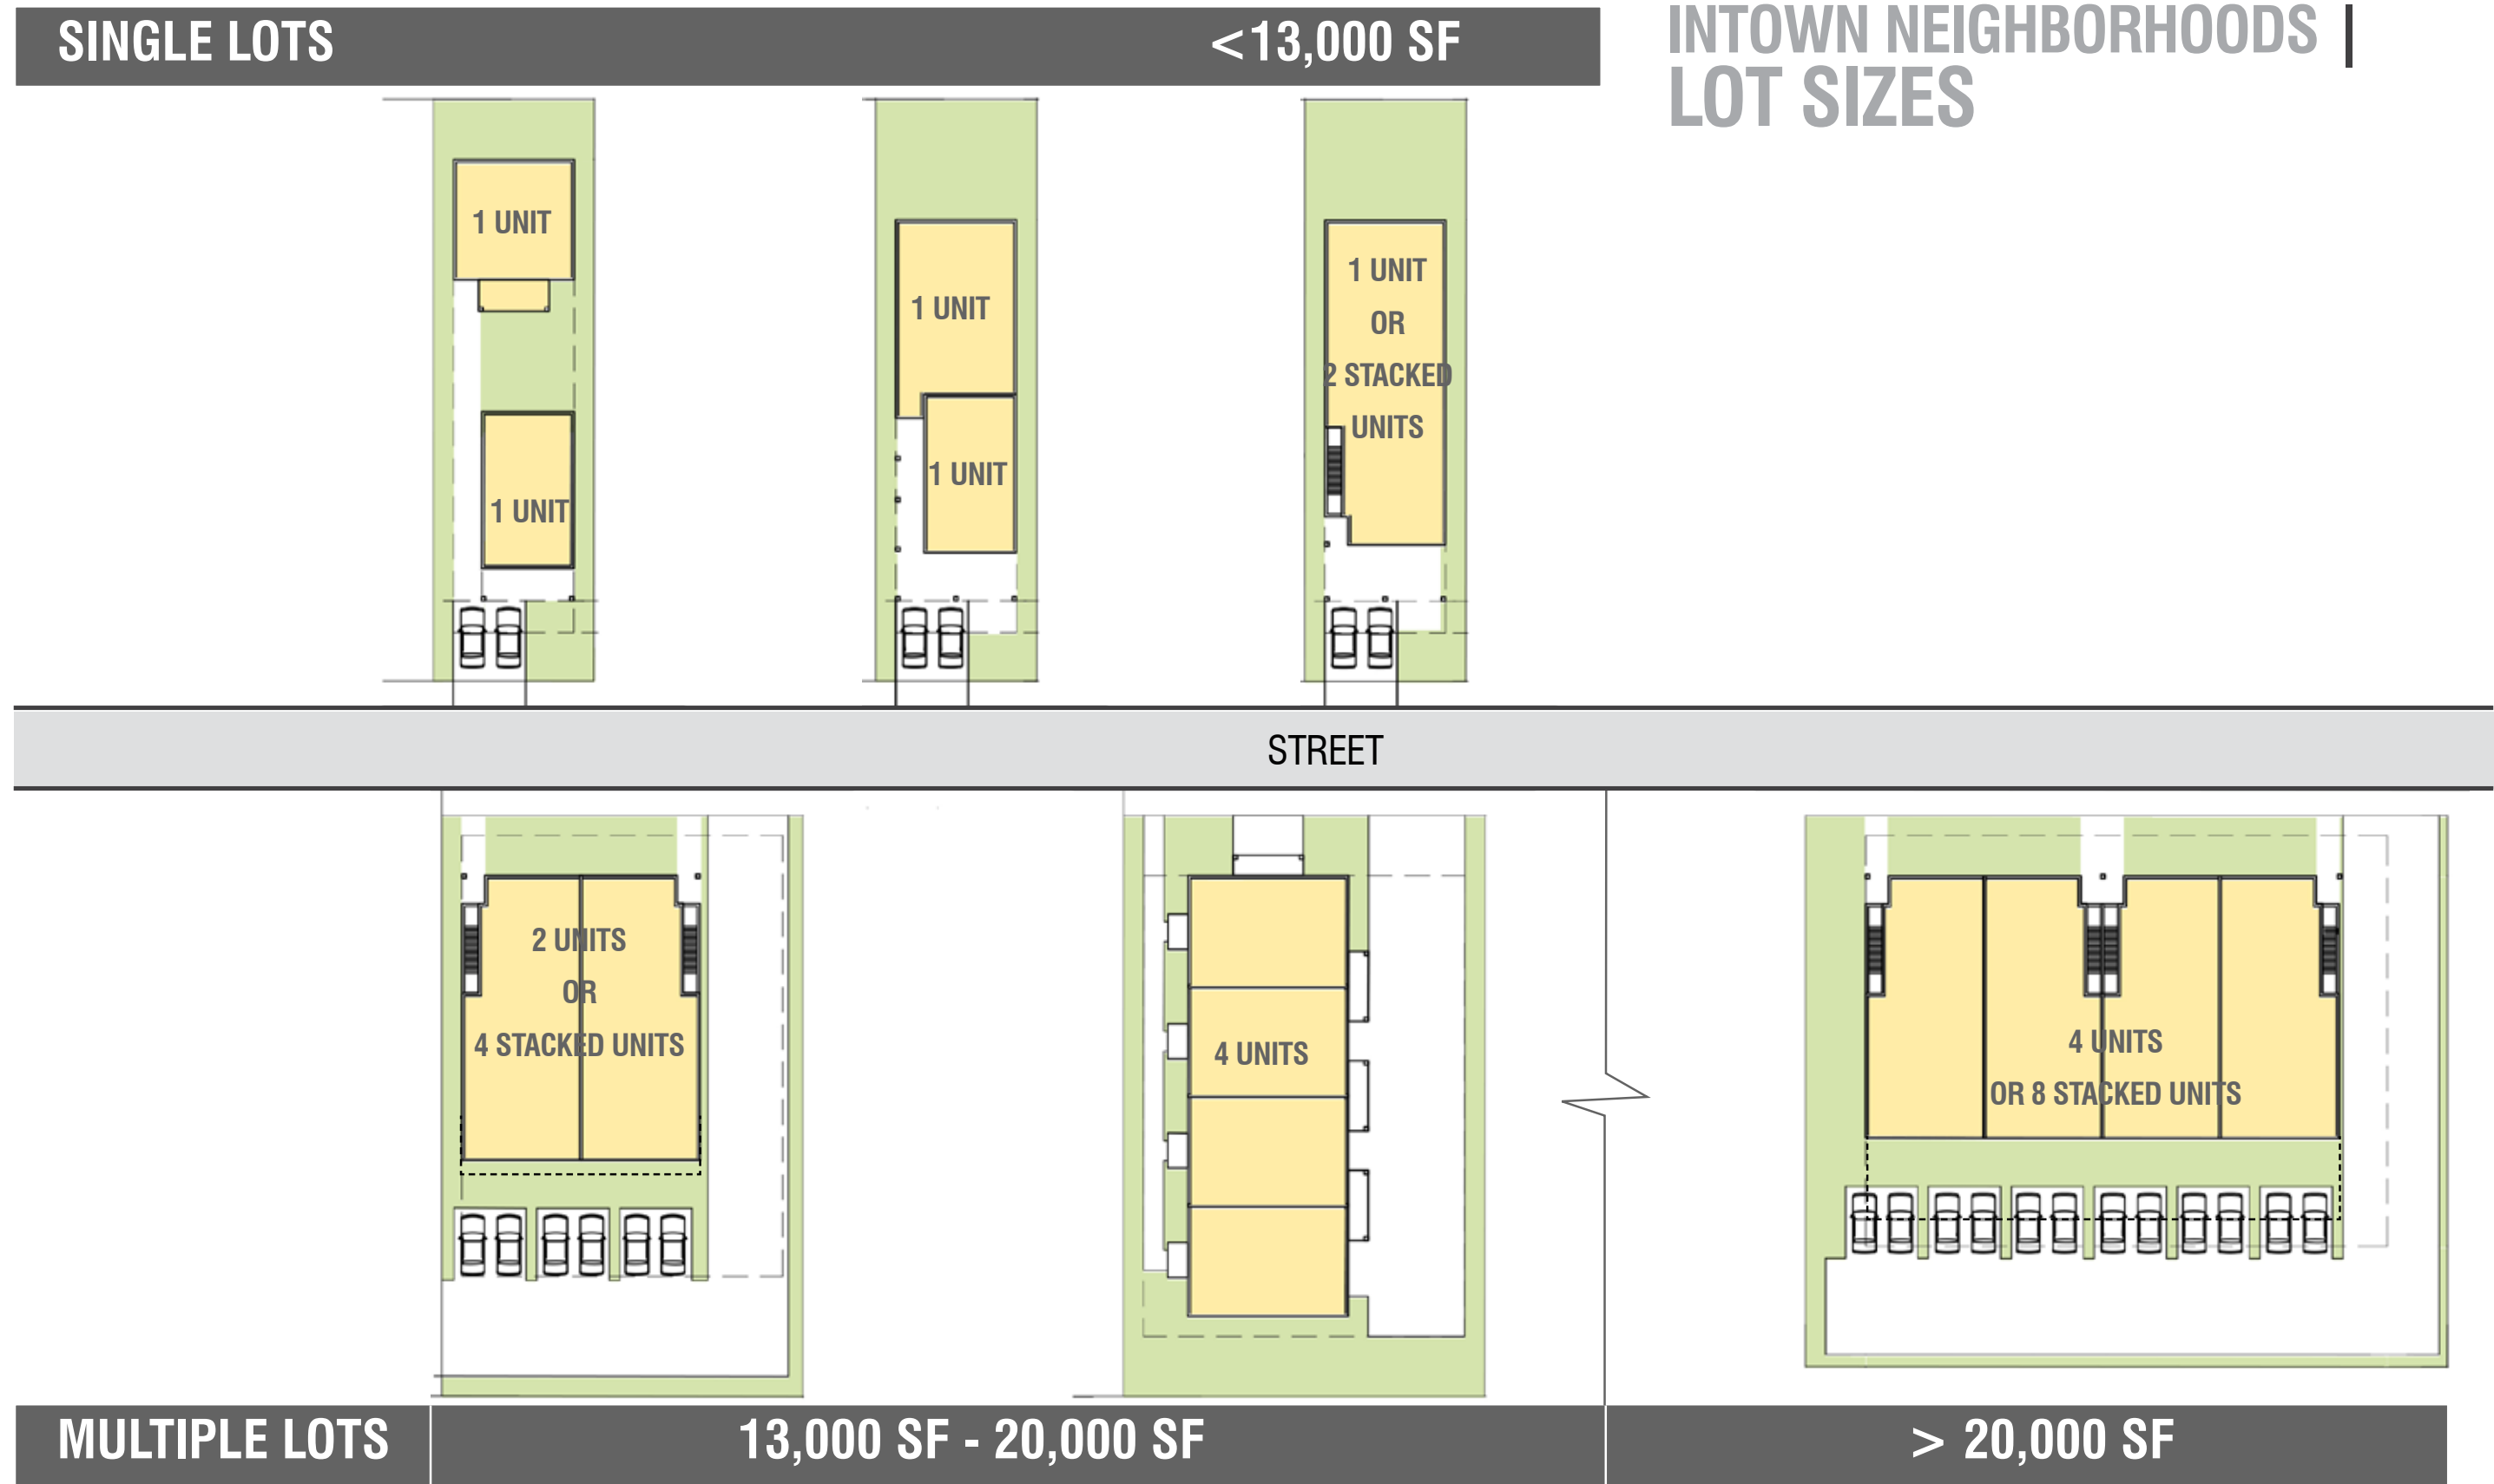 SINGLE LOTS
<13,000 SF
INTOWN NEIGHBORHOODS |
LOT SIZES
1 UNIT
1 UNIT
1 UNIT
1 UNIT
1 UNIT
OR
2 STACKED
UNITS
STREET
2 UNITS
OR
4 STACKED UNITS
4 UNITS
4 UNITS
OR 8 STACKED UNITS
MULTIPLE LOTS
13,000 SF - 20,000 SF
> 20,000 SF